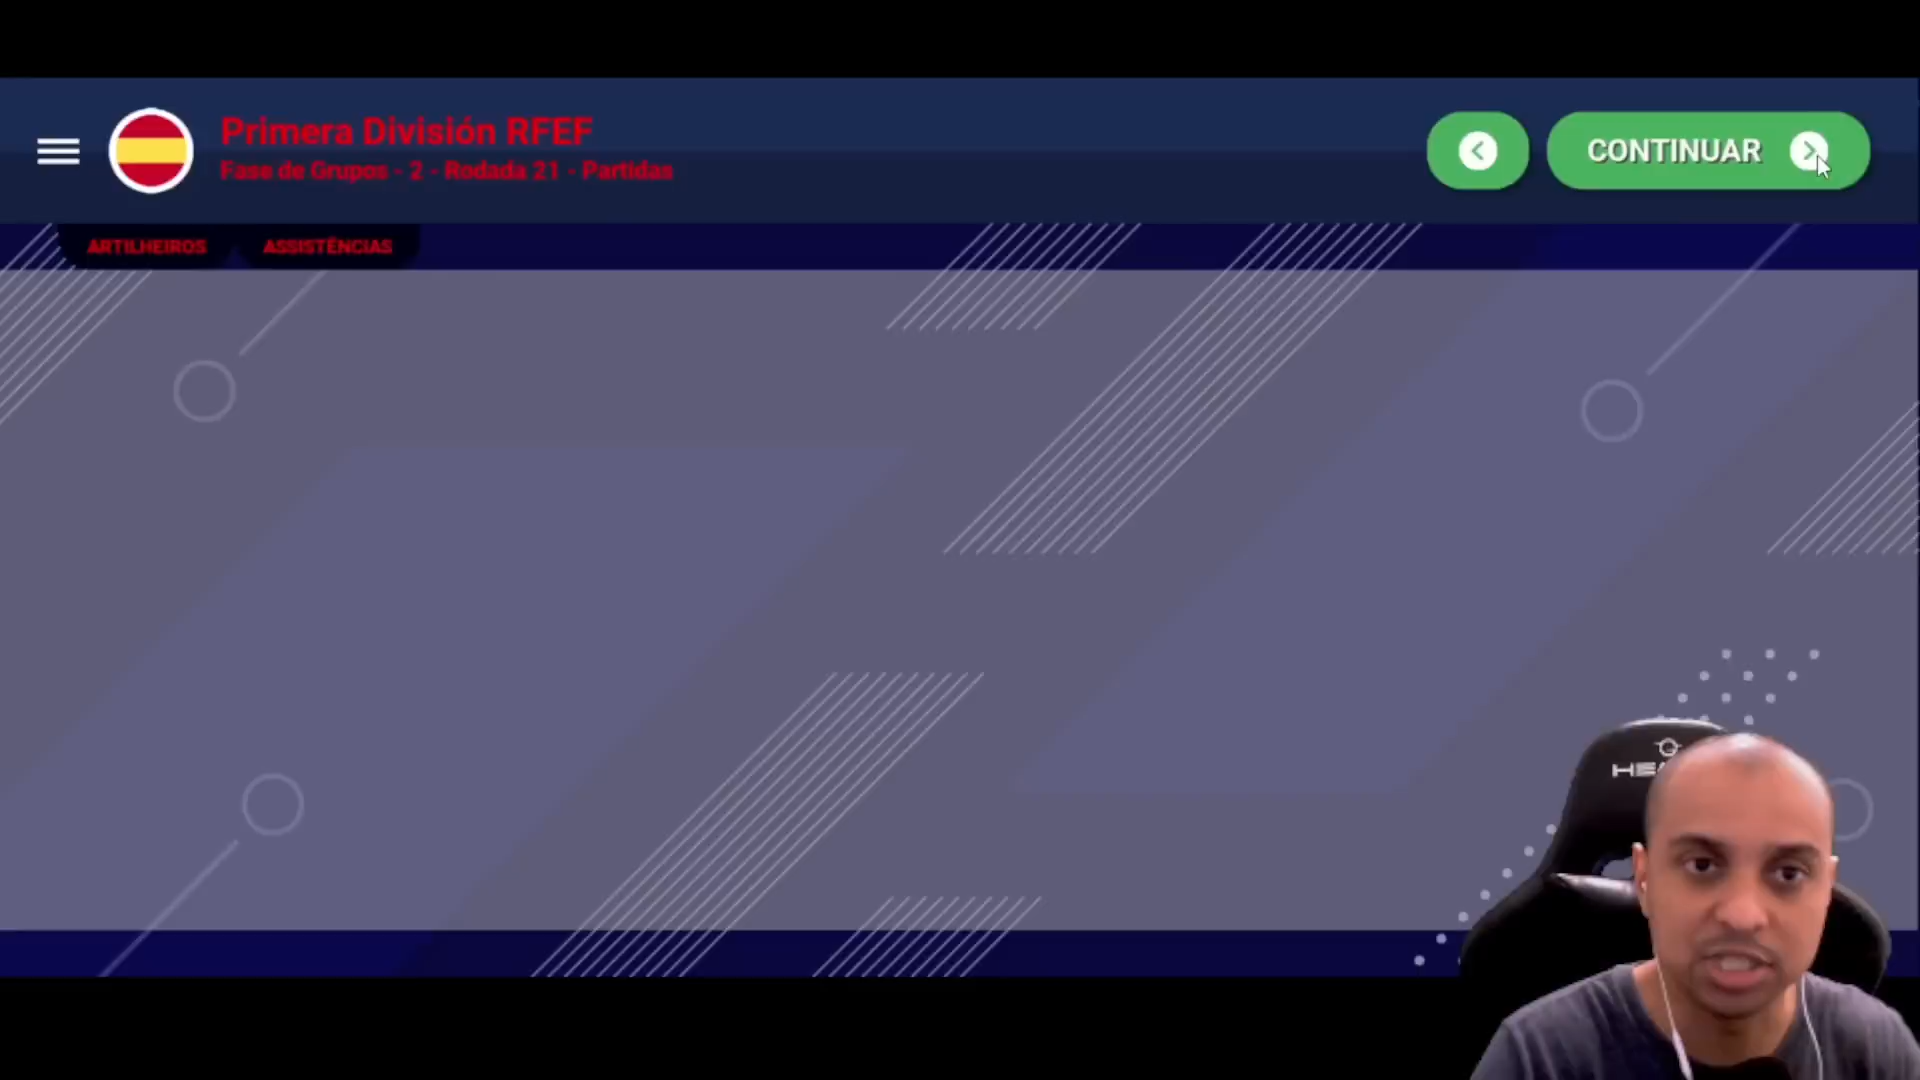 Primera División RFEF
Fase de Grupos - 2 - Rodada 21 - Partidas
CONTINUAR
ARTILHEIROS
ASSISTÊNCIAS